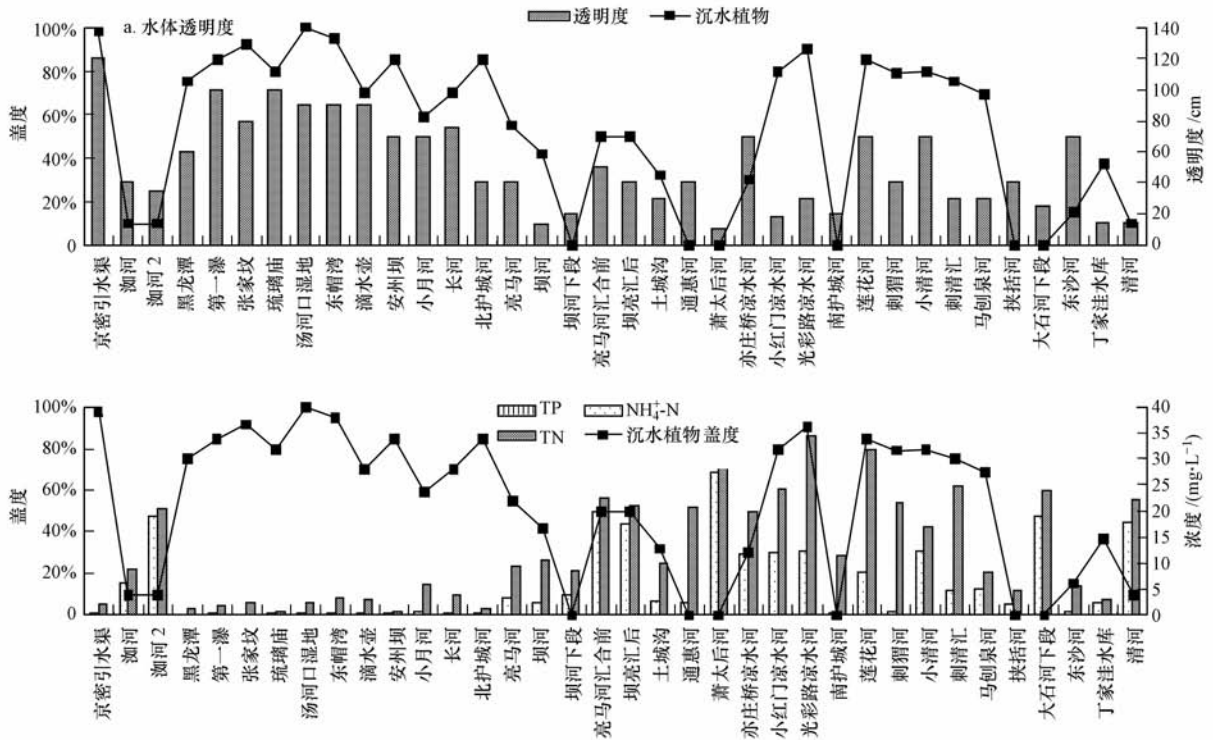 透明度 沉水植物
a. 水体透明度
100%
80%
60%
40%
20%
0
盖度
140
120
100
80
60
40
20
0
透明度/cm
京密引水渠
洳河
洳河2
黑龙潭
第一瀑
张家坟
琉璃庙
汤河口湿地
东帽湾
滴水壶
安州坝
小月河
长河
北护城河
亮马河
坝河
坝河下段
亮马河汇合前
坝亮汇后
土城沟
通惠河
萧太后河
亦庄桥凉水河
小红门凉水河
光彩路凉水河
南护城河
莲花河
刺猬河
小清河
刺清汇
马刨泉河
挟括河
大石河下段
东沙河
丁家洼水库
清河
TP NH₄⁺-N
TN 沉水植物盖度
100%
80%
60%
40%
20%
0
盖度
40
35
30
25
20
15
10
5
0
浓度/(mg·L⁻¹)
京密引水渠
洳河
洳河2
黑龙潭
第一瀑
张家坟
琉璃庙
汤河口湿地
东帽湾
滴水壶
安州坝
小月河
长河
北护城河
亮马河
坝河
坝河下段
亮马河汇合前
坝亮汇后
土城沟
通惠河
萧太后河
亦庄桥凉水河
小红门凉水河
光彩路凉水河
南护城河
莲花河
刺猬河
小清河
刺清汇
马刨泉河
挟括河
大石河下段
东沙河
丁家洼水库
清河